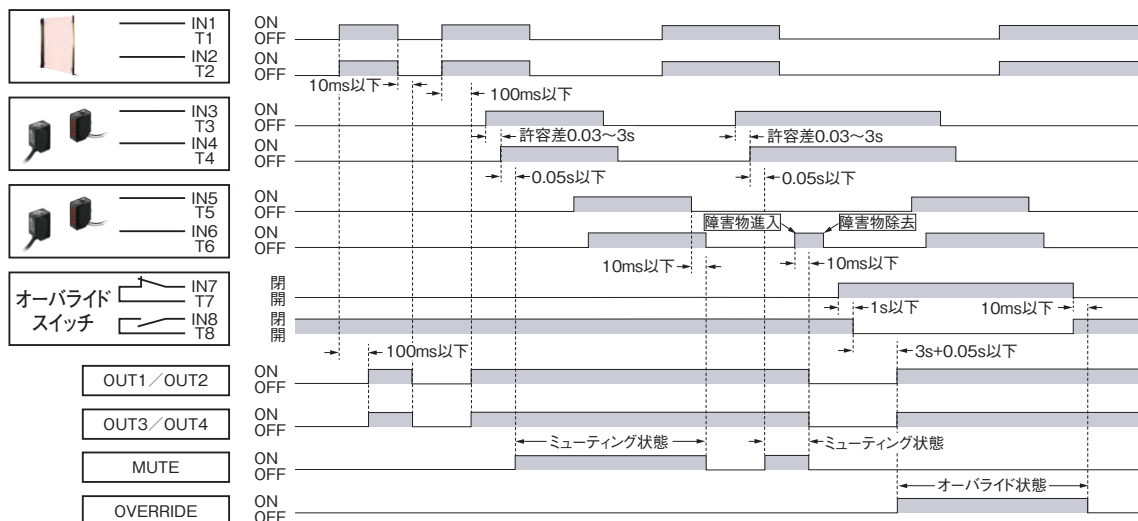 IN1
T1
IN2
T2
ON
OFF
ON
OFF
10ms以下
100ms以下
IN3
T3
IN4
T4
ON
OFF
ON
OFF
許容差0.03〜3s
許容差0.03〜3s
0.05s以下
0.05s以下
IN5
T5
IN6
T6
ON
OFF
ON
OFF
障害物進入
障害物除去
10ms以下
10ms以下
オーバライド
スイッチ
IN7
T7
IN8
T8
閉
開
閉
開
1s以下
10ms以下
100ms以下
3s+0.05s以下
OUT1／OUT2
ON
OFF
OUT3／OUT4
ON
OFF
ミューティング状態
ミューティング状態
MUTE
ON
OFF
オーバライド状態
OVERRIDE
ON
OFF